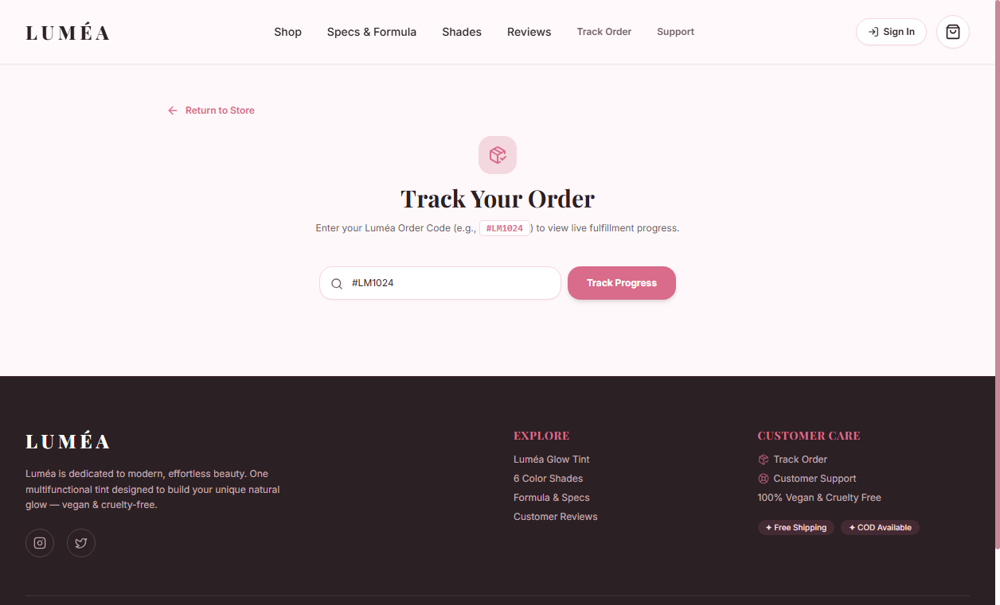 LUMÉA
Shop
Specs & Formula
Shades
Reviews
Track Order
Support
Sign In
Return to Store
Track Your Order
Enter your Luméa Order Code (e.g., #LM1024 ) to view live fulfillment progress.
#LM1024
Track Progress
LUMÉA
Luméa is dedicated to modern, effortless beauty. One
multifunctional tint designed to build your unique natural
glow — vegan & cruelty-free.
EXPLORE
Luméa Glow Tint
6 Color Shades
Formula & Specs
Customer Reviews
CUSTOMER CARE
Track Order
Customer Support
100% Vegan & Cruelty Free
✦ Free Shipping
✦ COD Available